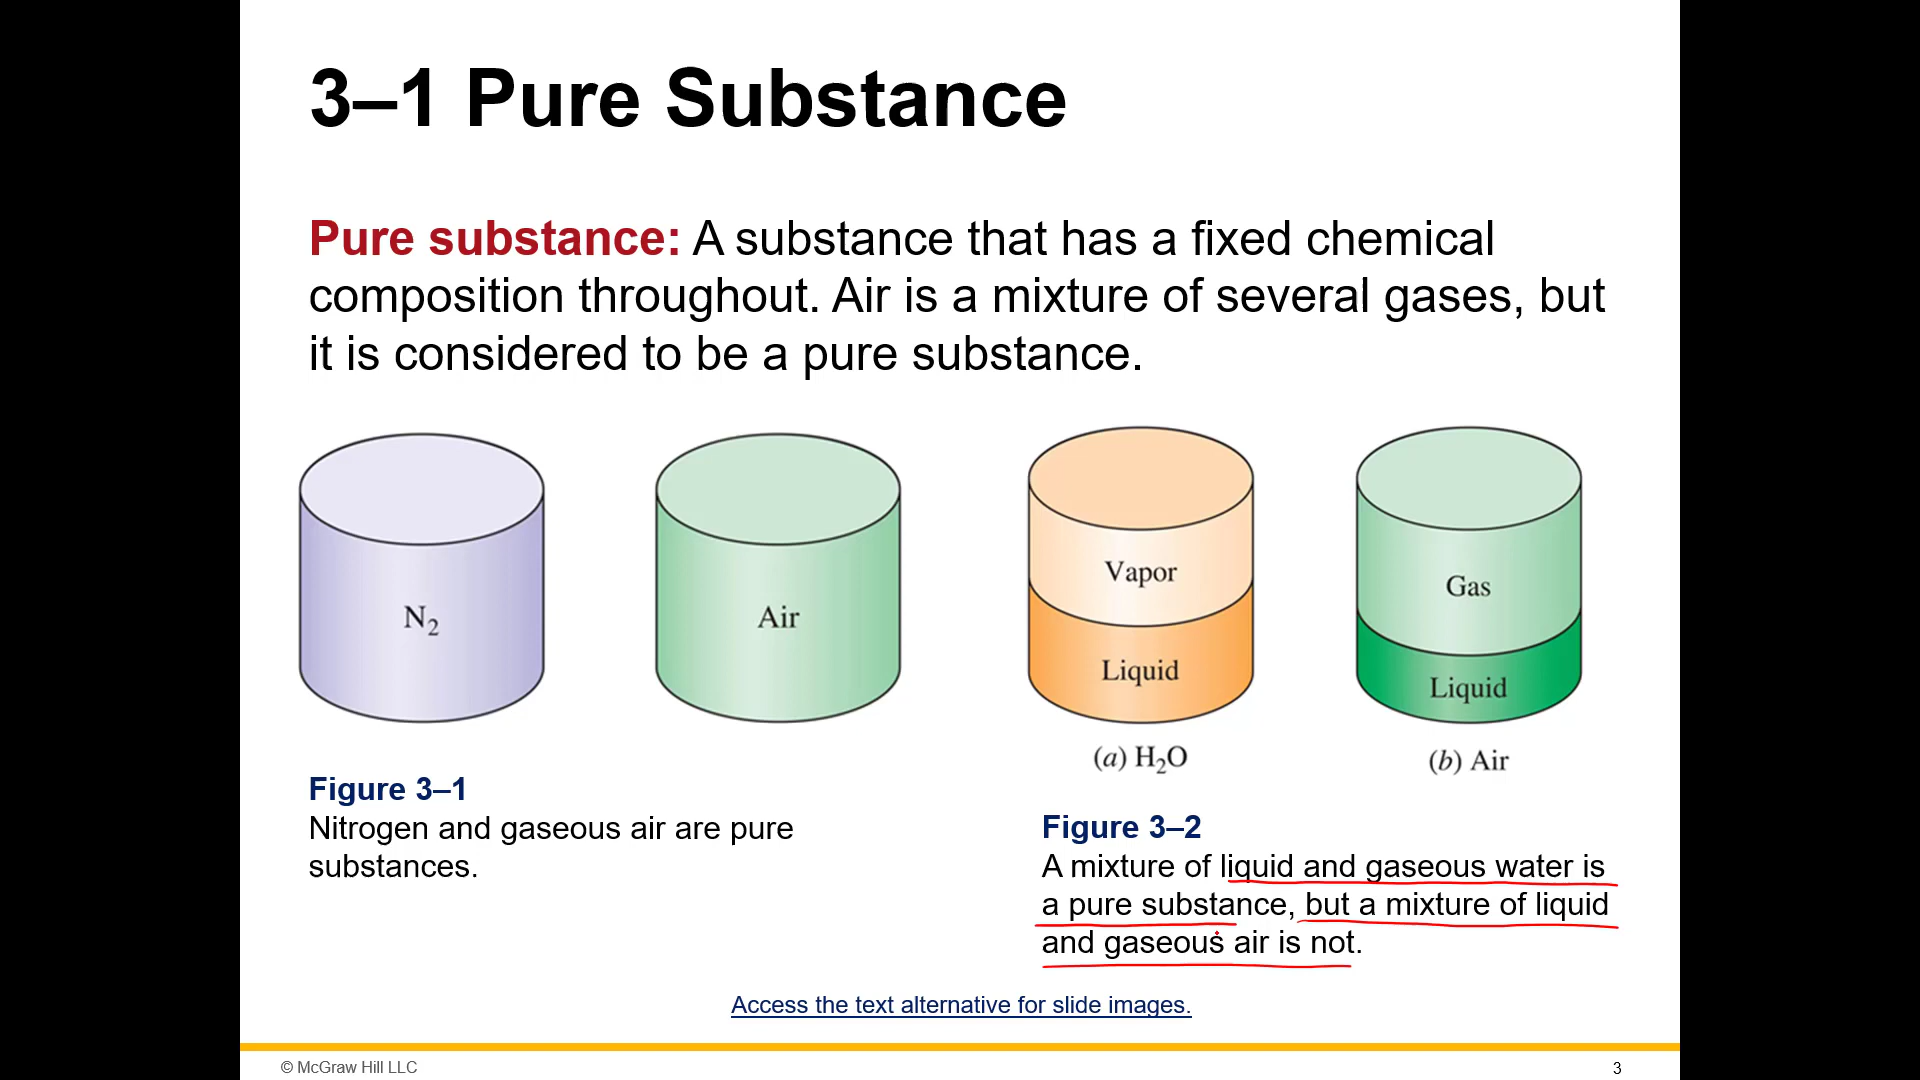 3–1 Pure Substance
Pure substance: A substance that has a fixed chemical
composition throughout. Air is a mixture of several gases, but
it is considered to be a pure substance.
N₂
Air
Vapor
Liquid
(a) H₂O
Gas
Liquid
(b) Air
Figure 3–1
Nitrogen and gaseous air are pure
substances.
Figure 3–2
A mixture of liquid and gaseous water is
a pure substance, but a mixture of liquid
and gaseous air is not.
Access the text alternative for slide images.
© McGraw Hill LLC
3